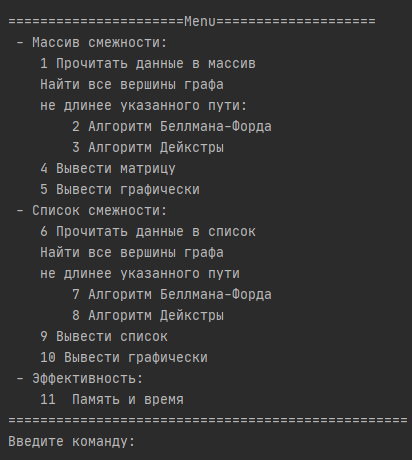 ======================Menu====================
- Массив смежности:
1 Прочитать данные в массив
Найти все вершины графа
не длинее указанного пути:
2 Алгоритм Беллмана-Форда
3 Алгоритм Дейкстры
4 Вывести матрицу
5 Вывести графически
- Список смежности:
6 Прочитать данные в список
Найти все вершины графа
не длинее указанного пути
7 Алгоритм Беллмана-Форда
8 Алгоритм Дейкстры
9 Вывести список
10 Вывести графически
- Эффективность:
11  Память и время
==================================================
Введите команду: